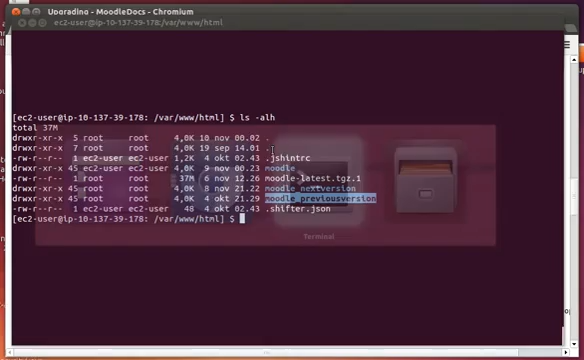 Upgrading - MoodleDocs - Chromium
ec2-user@ip-10-137-39-178: /var/www/html
[ec2-user@ip-10-137-39-178: /var/www/html] $ ls -alh
total 37M
drwxr-xr-x 5 root root 4,0K 10 nov 00.02 .
drwxr-xr-x 7 root root 4,0K 19 sep 14.01 ..
-rw-r--r-- 1 ec2-user ec2-user 1,2K 4 okt 02.43 .jshintrc
drwxr-xr-x 45 ec2-user ec2-user 4,0K 9 nov 00.23 moodle
-rw-r--r-- 1 root root 37M 6 nov 12.26 moodle-latest.tgz.1
drwxr-xr-x 45 root root 4,0K 8 nov 21.22 moodle_nextversion
drwxr-xr-x 45 root root 4,0K 4 okt 21.29 moodle_previousversion
-rw-r--r-- 1 ec2-user ec2-user 48 4 okt 02.43 .shifter.json
[ec2-user@ip-10-137-39-178: /var/www/html] $
Terminal